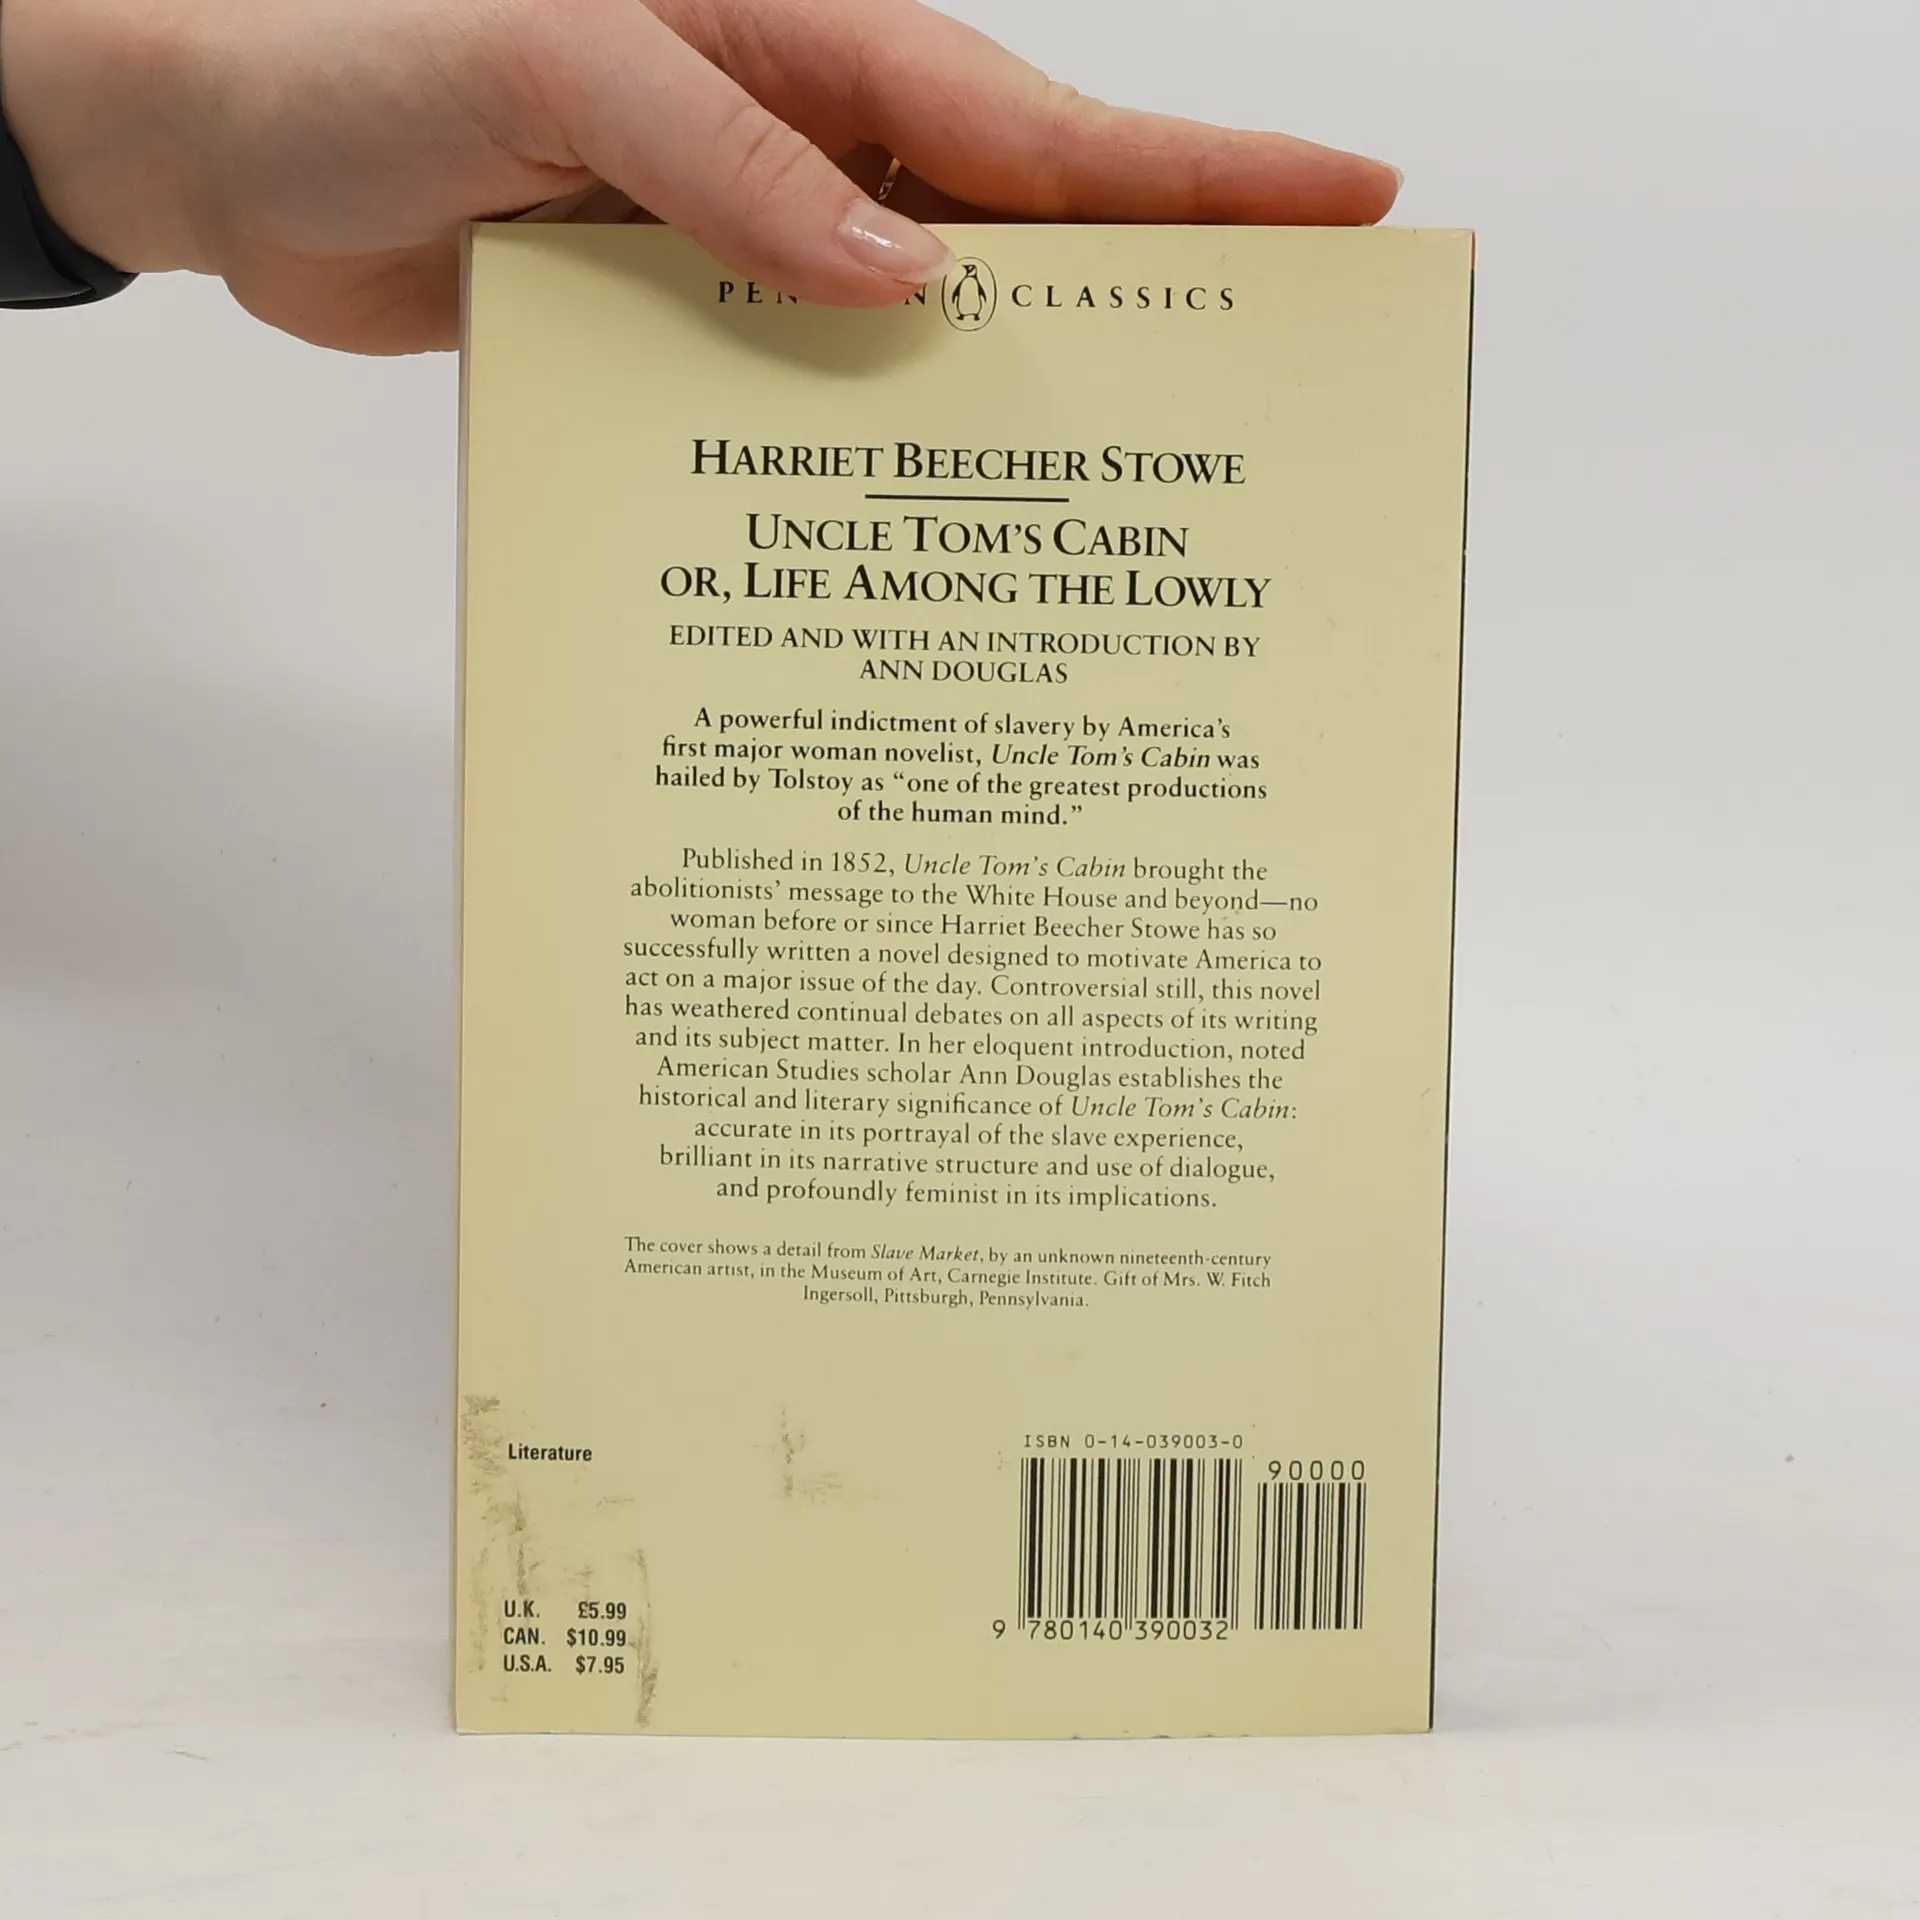 CLASSICS
HARRIET BEECHER STOWE
UNCLE TOM'S CABIN
OR, LIFE AMONG THE LOWLY
EDITED AND WITH AN INTRODUCTION BY
ANN DOUGLAS
A powerful indictment of slavery by America's
first major woman novelist, Uncle Tom's Cabin was
hailed by Tolstoy as “one of the greatest productions
of the human mind.”
Published in 1852, Uncle Tom's Cabin brought the
abolitionists' message to the White House and beyond—no
woman before or since Harriet Beecher Stowe has so
successfully written a novel designed to motivate America to
act on a major issue of the day. Controversial still, this novel
has weathered continual debates on all aspects of its writing
and its subject matter. In her eloquent introduction, noted
American Studies scholar Ann Douglas establishes the
historical and literary significance of Uncle Tom's Cabin:
accurate in its portrayal of the slave experience,
brilliant in its narrative structure and use of dialogue,
and profoundly feminist in its implications.
The cover shows a detail from Slave Market, by an unknown nineteenth-century
American artist, in the Museum of Art, Carnegie Institute. Gift of Mrs. W. Fitch
Ingersoll, Pittsburgh, Pennsylvania.
Literature
U.K. £5.99
CAN. $10.99
U.S.A. $7.95
ISBN 0-14-039003-0
90000
9 780140 390032